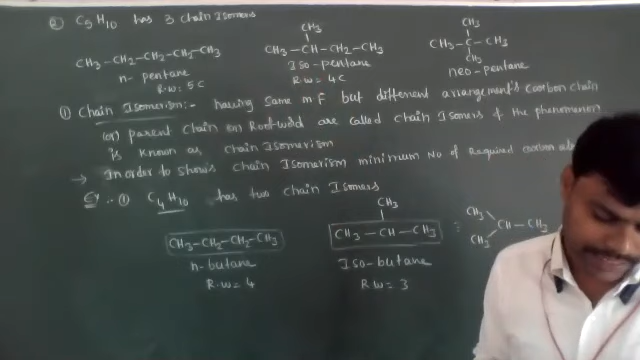 ② C5H10 has 3 chain Isomers
CH3-CH2-CH2-CH2-CH3
n- pentane
R.W= 5C
CH3
CH3-CH-CH2-CH3
Iso-pentane
R.W= 4C
CH3
CH3-C-CH3
CH3
neo-pentane
① Chain Isomerism:- having same mF but different arrangement's carbon chain
(or) parent chain or Root-wold are called chain Isomers & the phenomenon
is known as chain Isomerism
→ In order to shows chain Isomerism minimum No of Required carbon
Ex:- ① C4H10 has two chain Isomers
CH3-CH2-CH2-CH3
n-butane
R.W= 4
CH3
CH3-CH-CH3
Iso-butane
R.W= 3
CH3
CH-CH3
CH3